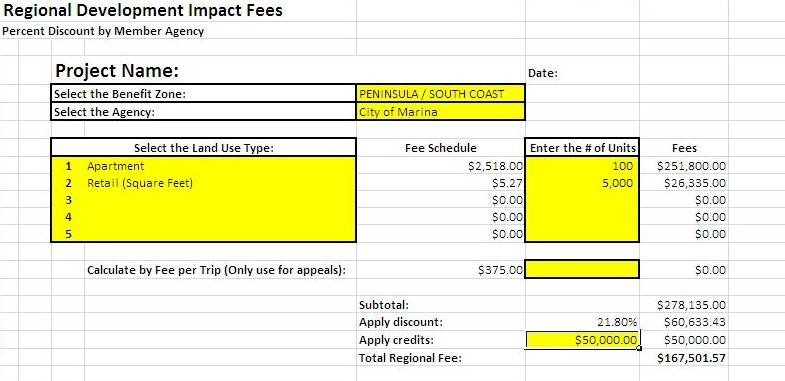 Regional Development Impact Fees
Percent Discount by Member Agency
Project Name: Date:
Select the Benefit Zone: PENINSULA / SOUTH COAST
Select the Agency: City of Marina
Select the Land Use Type: Fee Schedule Enter the # of Units Fees
1 Apartment $2,518.00 100 $251,800.00
2 Retail (Square Feet) $5.27 5,000 $26,335.00
3 $0.00 $0.00
4 $0.00 $0.00
5 $0.00 $0.00
Calculate by Fee per Trip (Only use for appeals): $375.00 $0.00
Subtotal: $278,135.00
Apply discount: 21.80% $60,633.43
Apply credits: $50,000.00 $50,000.00
Total Regional Fee: $167,501.57